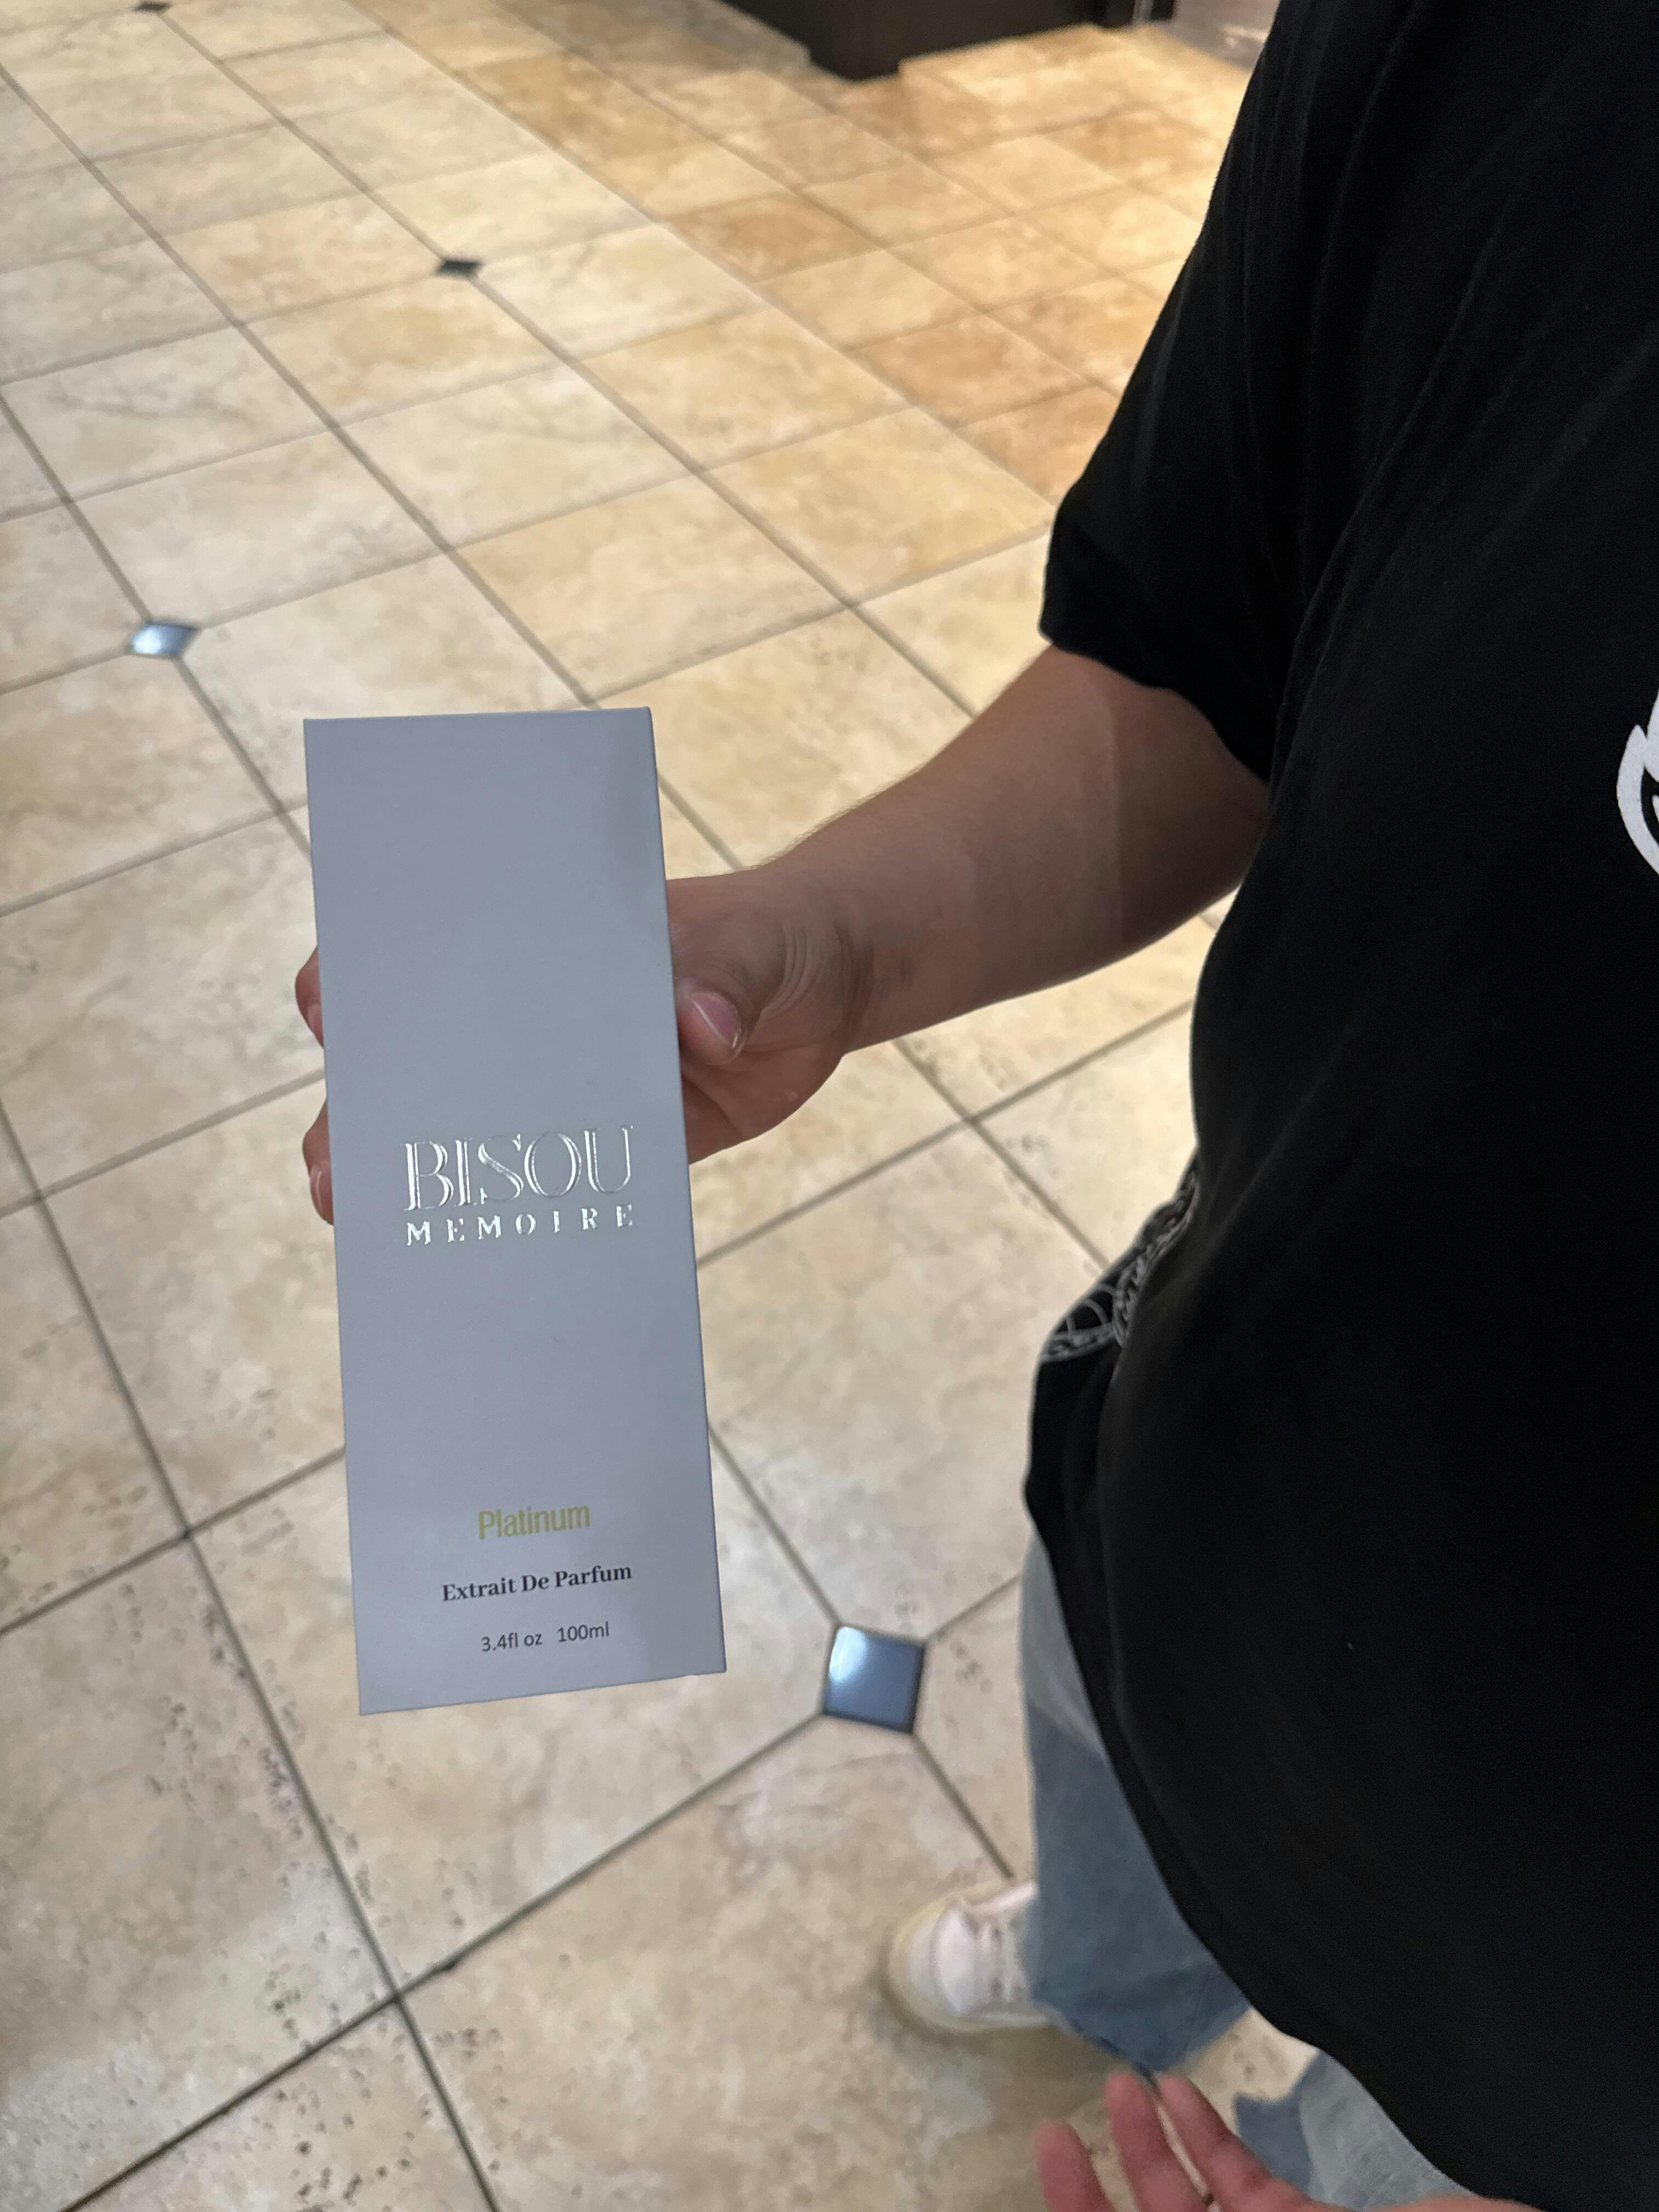 BISOU
MEMOIRE
Platinum
Extrait De Parfum
3.4fl oz 100ml